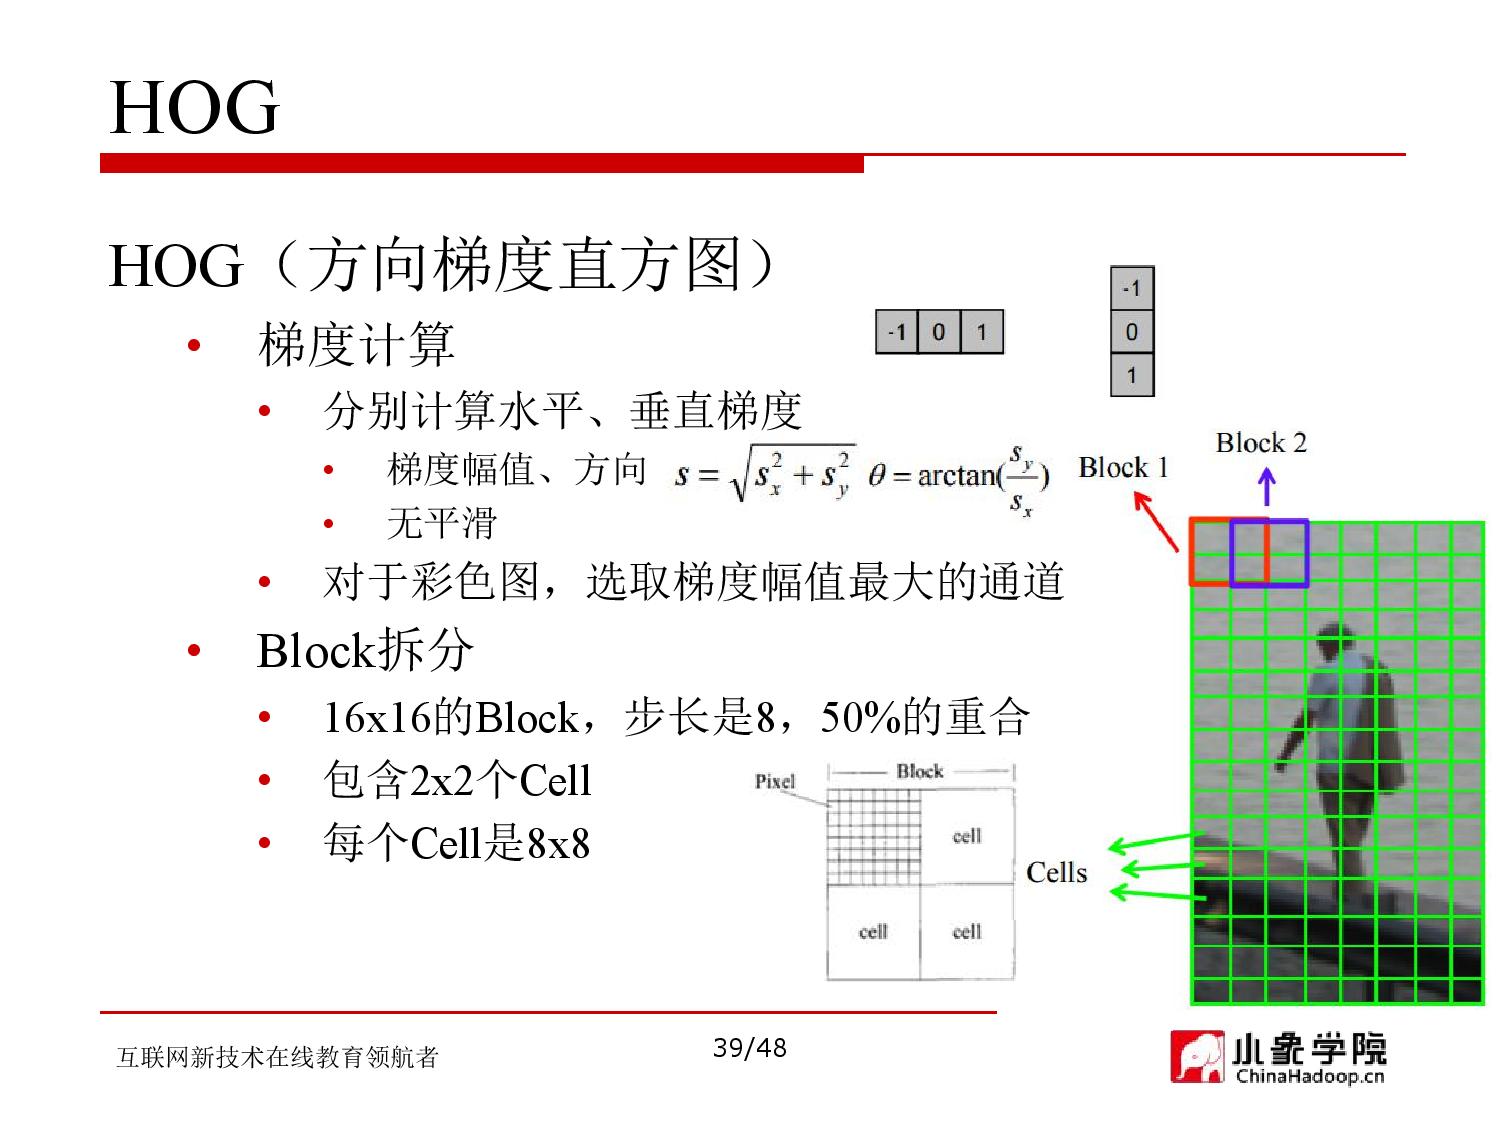 HOG
HOG（方向梯度直方图）
-1 0 1
-1
0
1
• 梯度计算
• 分别计算水平、垂直梯度
• 梯度幅值、方向 s = √(s_x^2 + s_y^2) θ = arctan(s_y/s_x)
• 无平滑
• 对于彩色图，选取梯度幅值最大的通道
Block 1
Block 2
• Block拆分
• 16x16的Block，步长是8，50%的重合
• 包含2x2个Cell
• 每个Cell是8x8
Pixel
Block
cell
cell
cell
Cells
互联网新技术在线教育领航者
39/48
小象学院
ChinaHadoop.cn